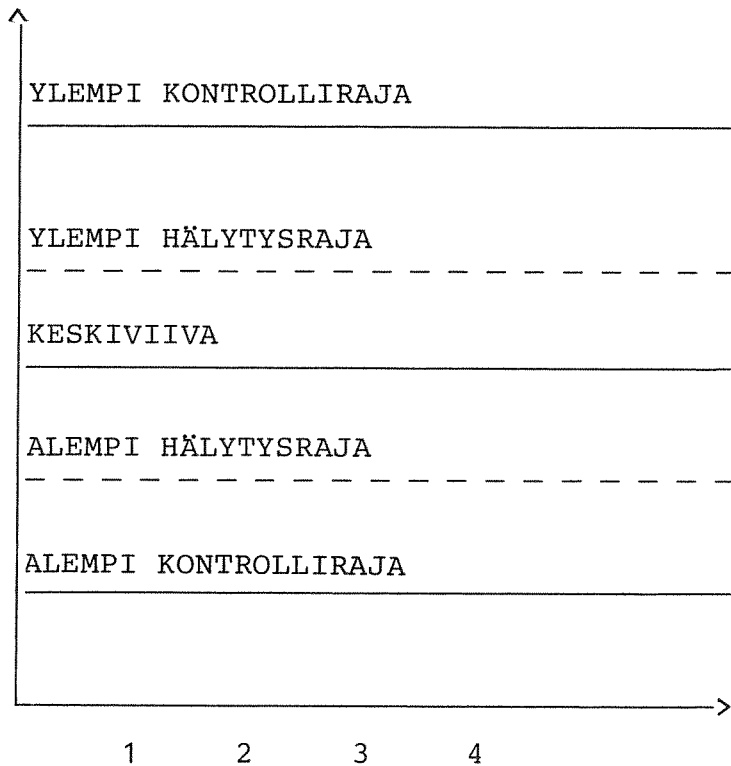 YLEMPI KONTROLLIRAJA
YLEMPI HÄLYTYSRAJA
KESKIVIIVA
ALEMPI HÄLYTYSRAJA
ALEMPI KONTROLLIRAJA
1 2 3 4